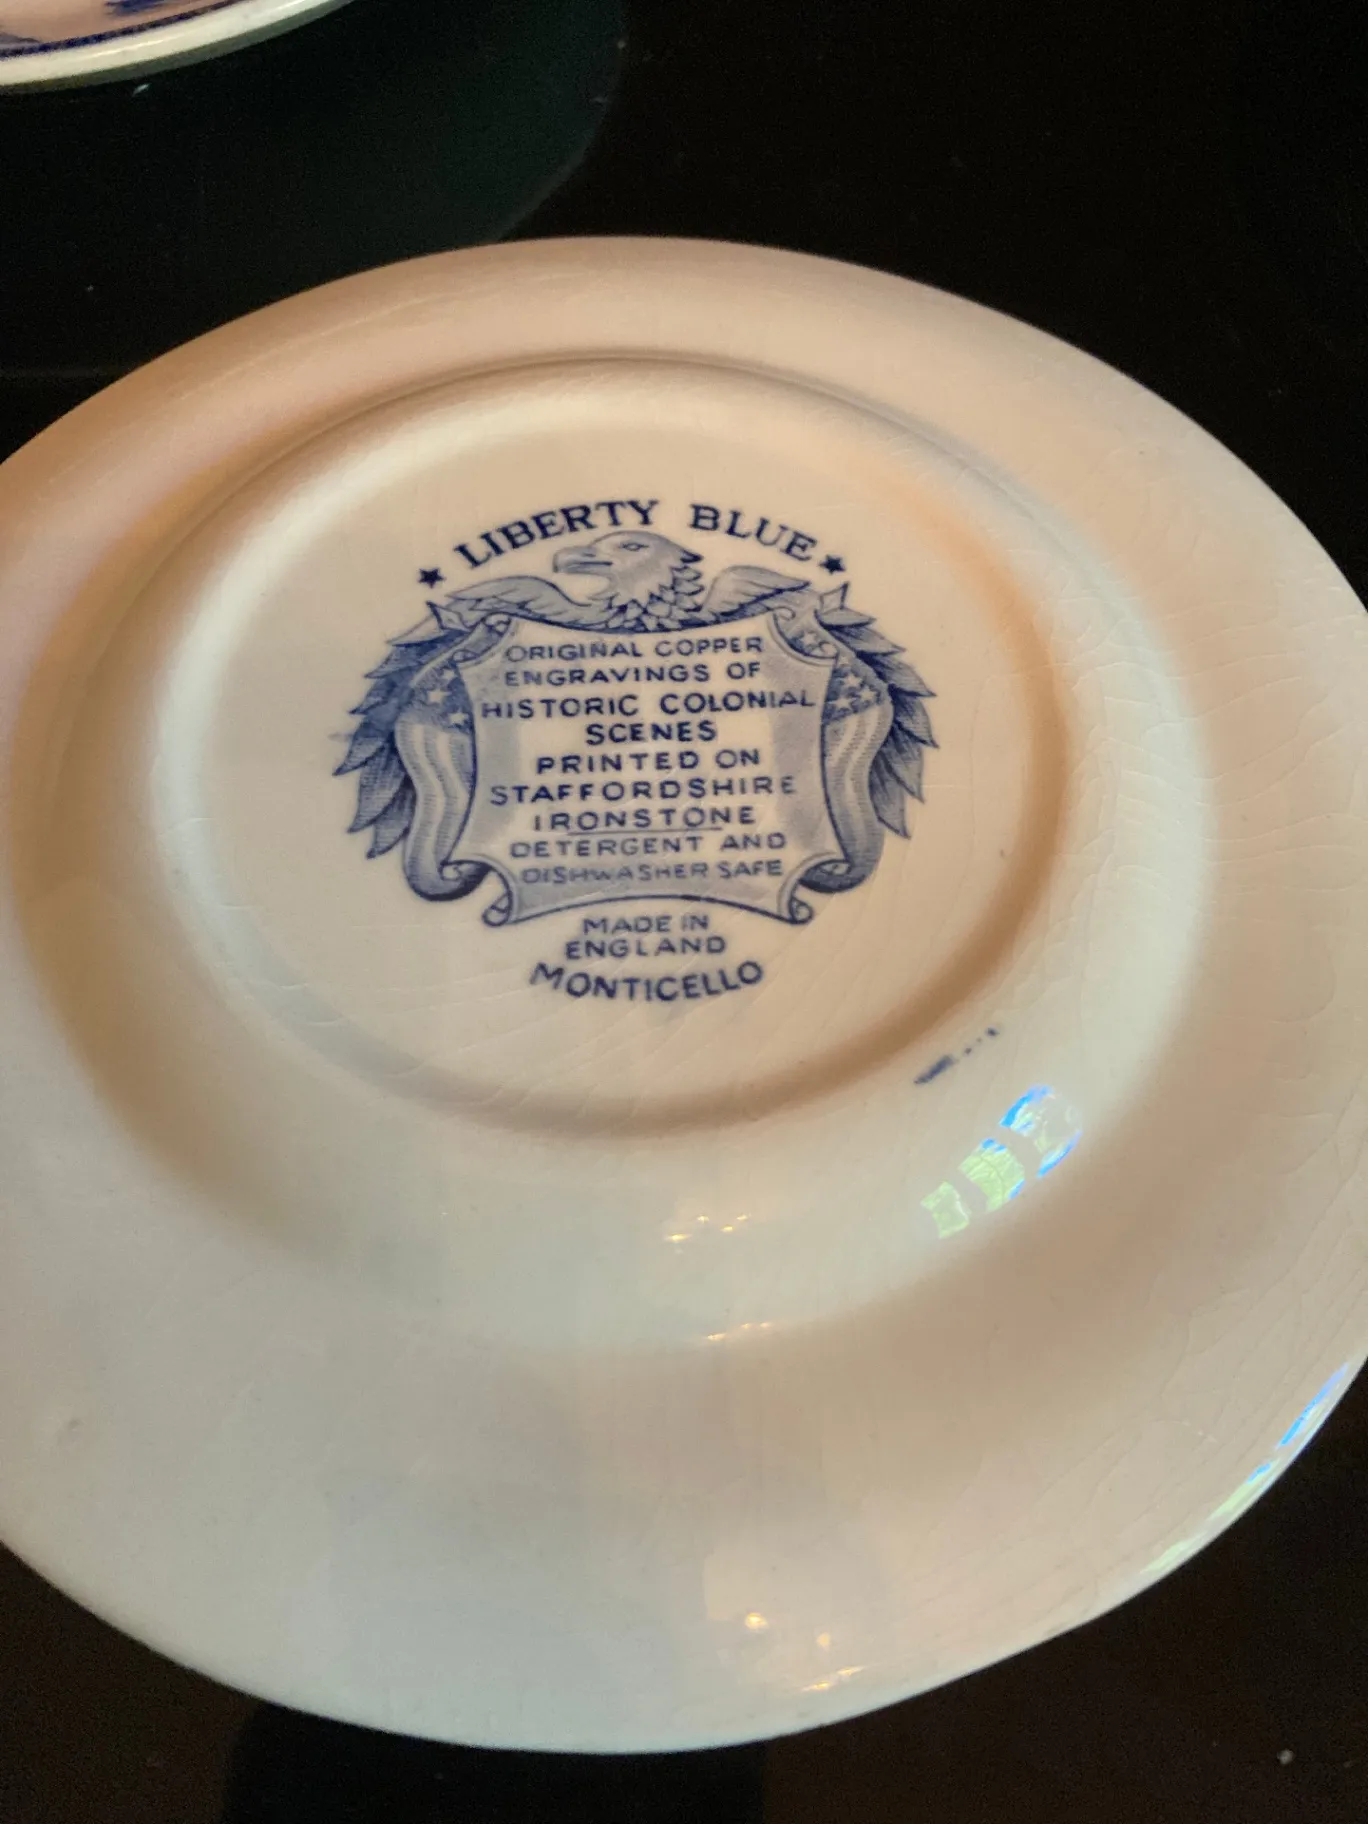 ★ LIBERTY BLUE ★
ORIGINAL COPPER
ENGRAVINGS OF
HISTORIC COLONIAL
SCENES
PRINTED ON
STAFFORDSHIRE
IRONSTONE
DETERGENT AND
DISHWASHER SAFE
MADE IN
ENGLAND
MONTICELLO